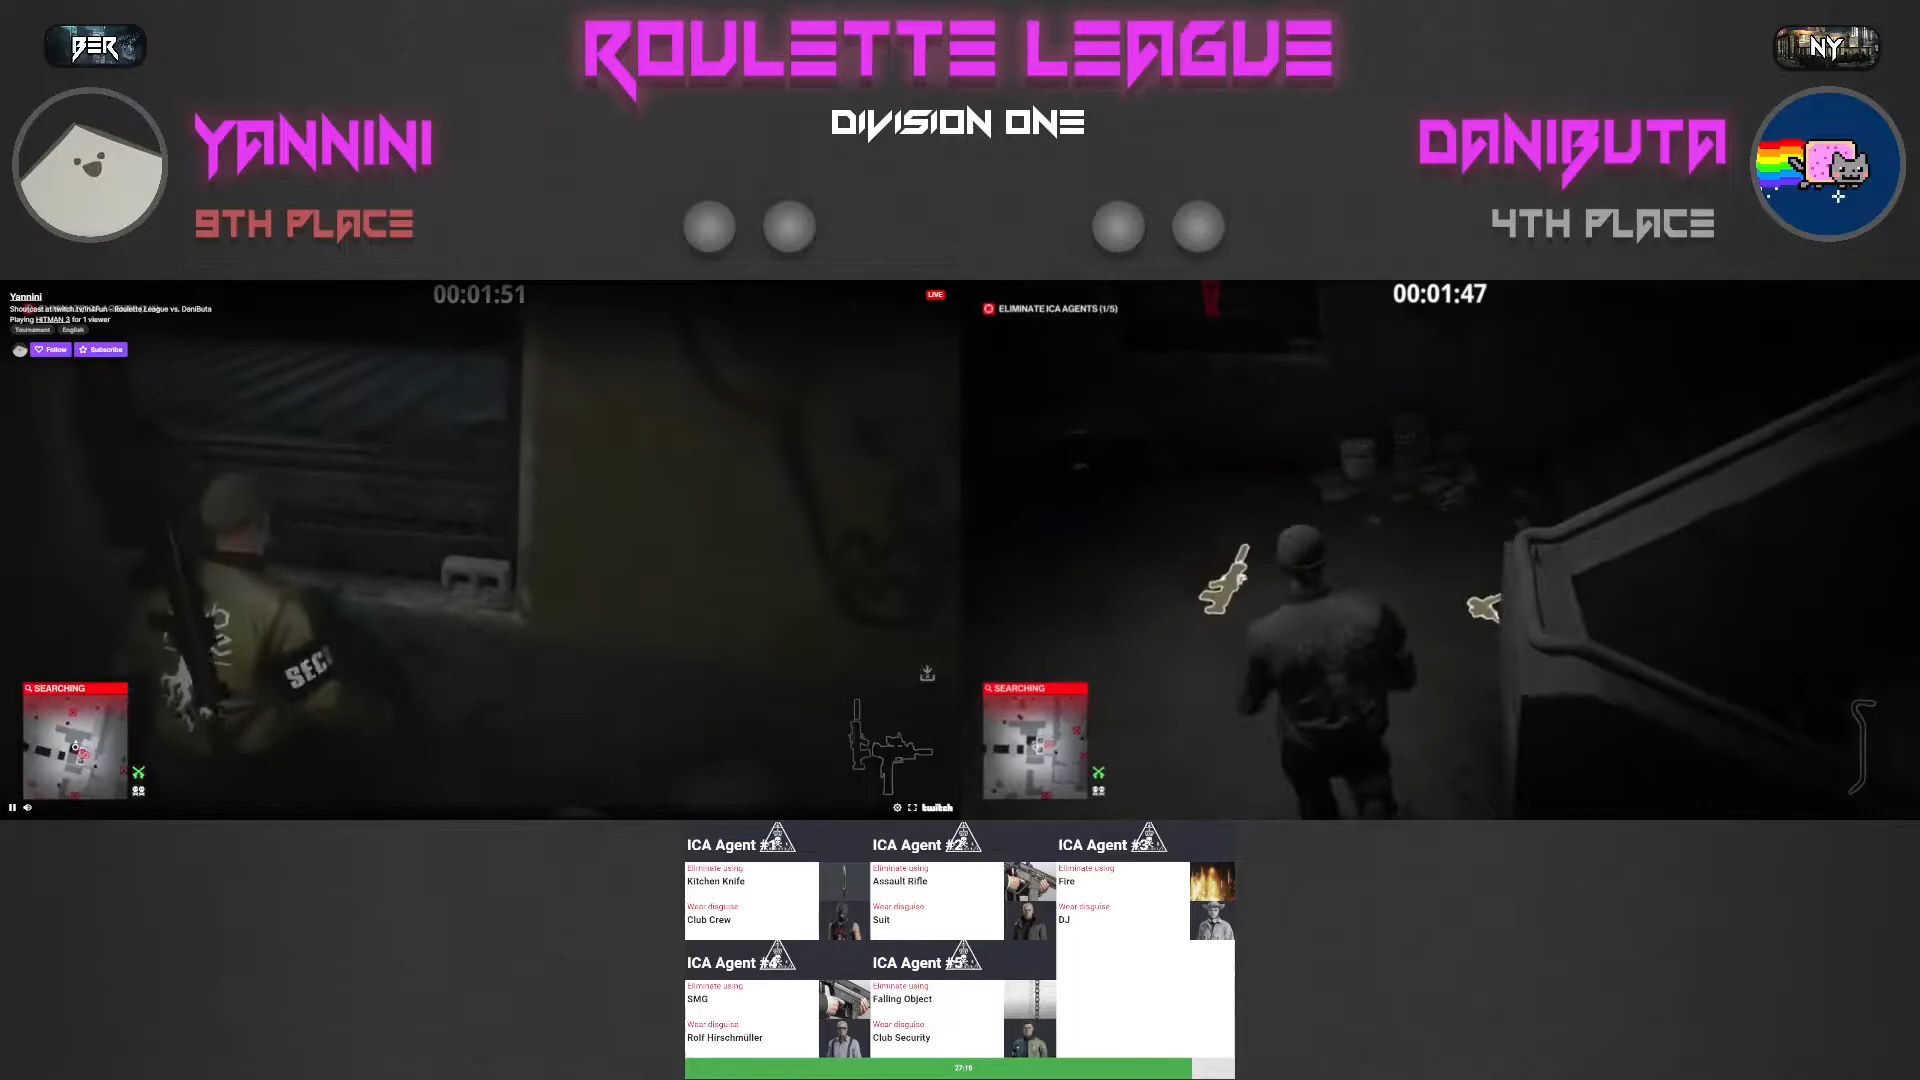 ROULETTE LEAGUE
DIVISION ONE
BER
YANNINI
9TH PLACE
NY
DANIBUTA
4TH PLACE
Yannini
Playing HITMAN 3 for 1 viewer
Tournament English
Follow Subscribe
00:01:51
LIVE
SECU
SEARCHING
twitch
ELIMINATE ICA AGENTS (1/5)
00:01:47
SEARCHING
ICA Agent #1
Eliminate using
Kitchen Knife
Wear disguise
Club Crew
ICA Agent #2
Eliminate using
Assault Rifle
Wear disguise
Suit
ICA Agent #3
Eliminate using
Fire
Wear disguise
DJ
ICA Agent #4
Eliminate using
SMG
Wear disguise
Rolf Hirschmüller
ICA Agent #5
Eliminate using
Falling Object
Wear disguise
Club Security
27:19